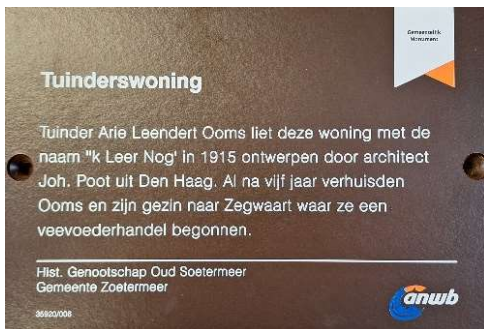 Gemeentelijk
Monument
Tuinderswoning
Tuinder Arie Leendert Ooms liet deze woning met de
naam "k Leer Nog' in 1915 ontwerpen door architect
Joh. Poot uit Den Haag. Al na vijf jaar verhuisden
Ooms en zijn gezin naar Zegwaart waar ze een
veevoederhandel begonnen.
Hist. Genootschap Oud Soetermeer
Gemeente Zoetermeer
35920/008
anwb